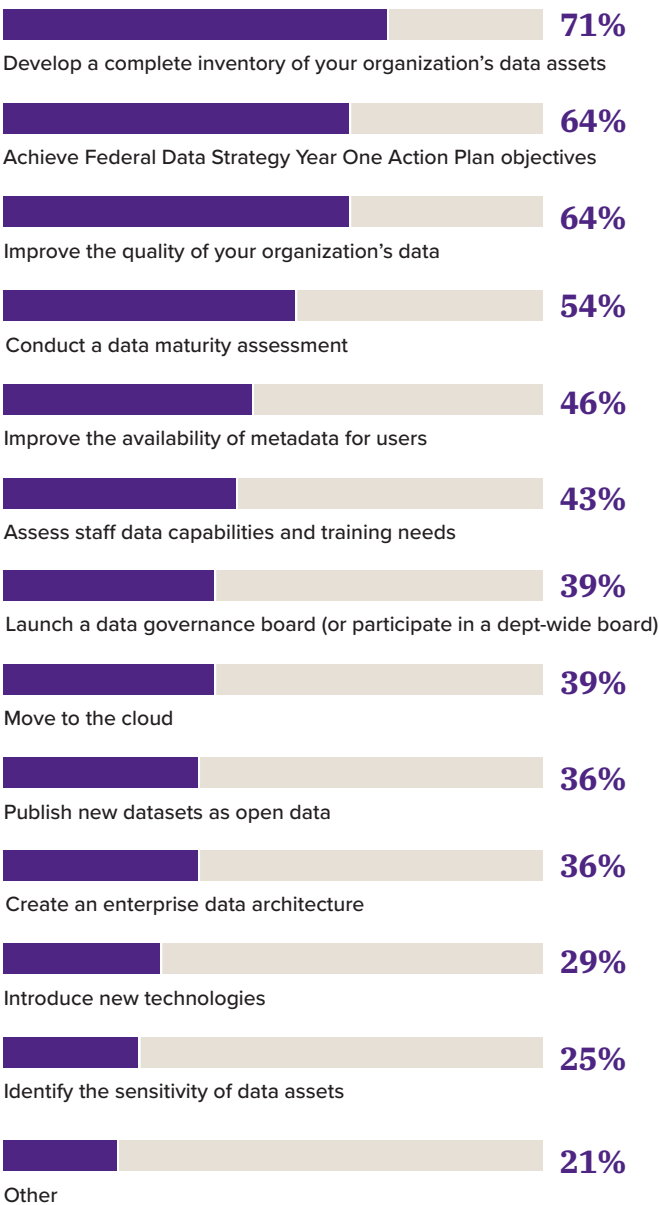 71%
Develop a complete inventory of your organization’s data assets
64%
Achieve Federal Data Strategy Year One Action Plan objectives
64%
Improve the quality of your organization’s data
54%
Conduct a data maturity assessment
46%
Improve the availability of metadata for users
43%
Assess staff data capabilities and training needs
39%
Launch a data governance board (or participate in a dept-wide board)
39%
Move to the cloud
36%
Publish new datasets as open data
36%
Create an enterprise data architecture
29%
Introduce new technologies
25%
Identify the sensitivity of data assets
21%
Other